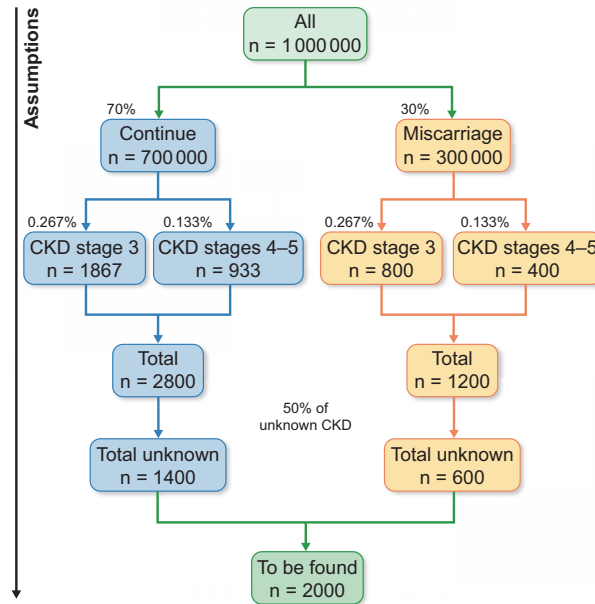 Assumptions
All
n = 1 000 000
70%
30%
Continue
n = 700 000
Miscarriage
n = 300 000
0.267%
0.133%
0.267%
0.133%
CKD stage 3
n = 1867
CKD stages 4–5
n = 933
CKD stage 3
n = 800
CKD stages 4–5
n = 400
Total
n = 2800
Total
n = 1200
50% of
unknown CKD
Total unknown
n = 1400
Total unknown
n = 600
To be found
n = 2000